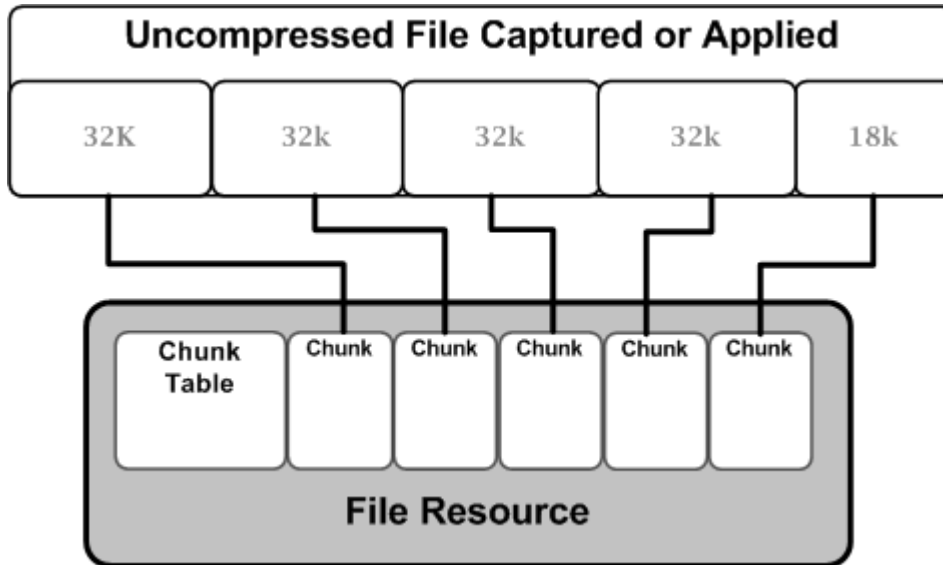 Uncompressed File Captured or Applied
32K
32k
32k
32k
18k
Chunk
Table
Chunk
Chunk
Chunk
Chunk
Chunk
File Resource